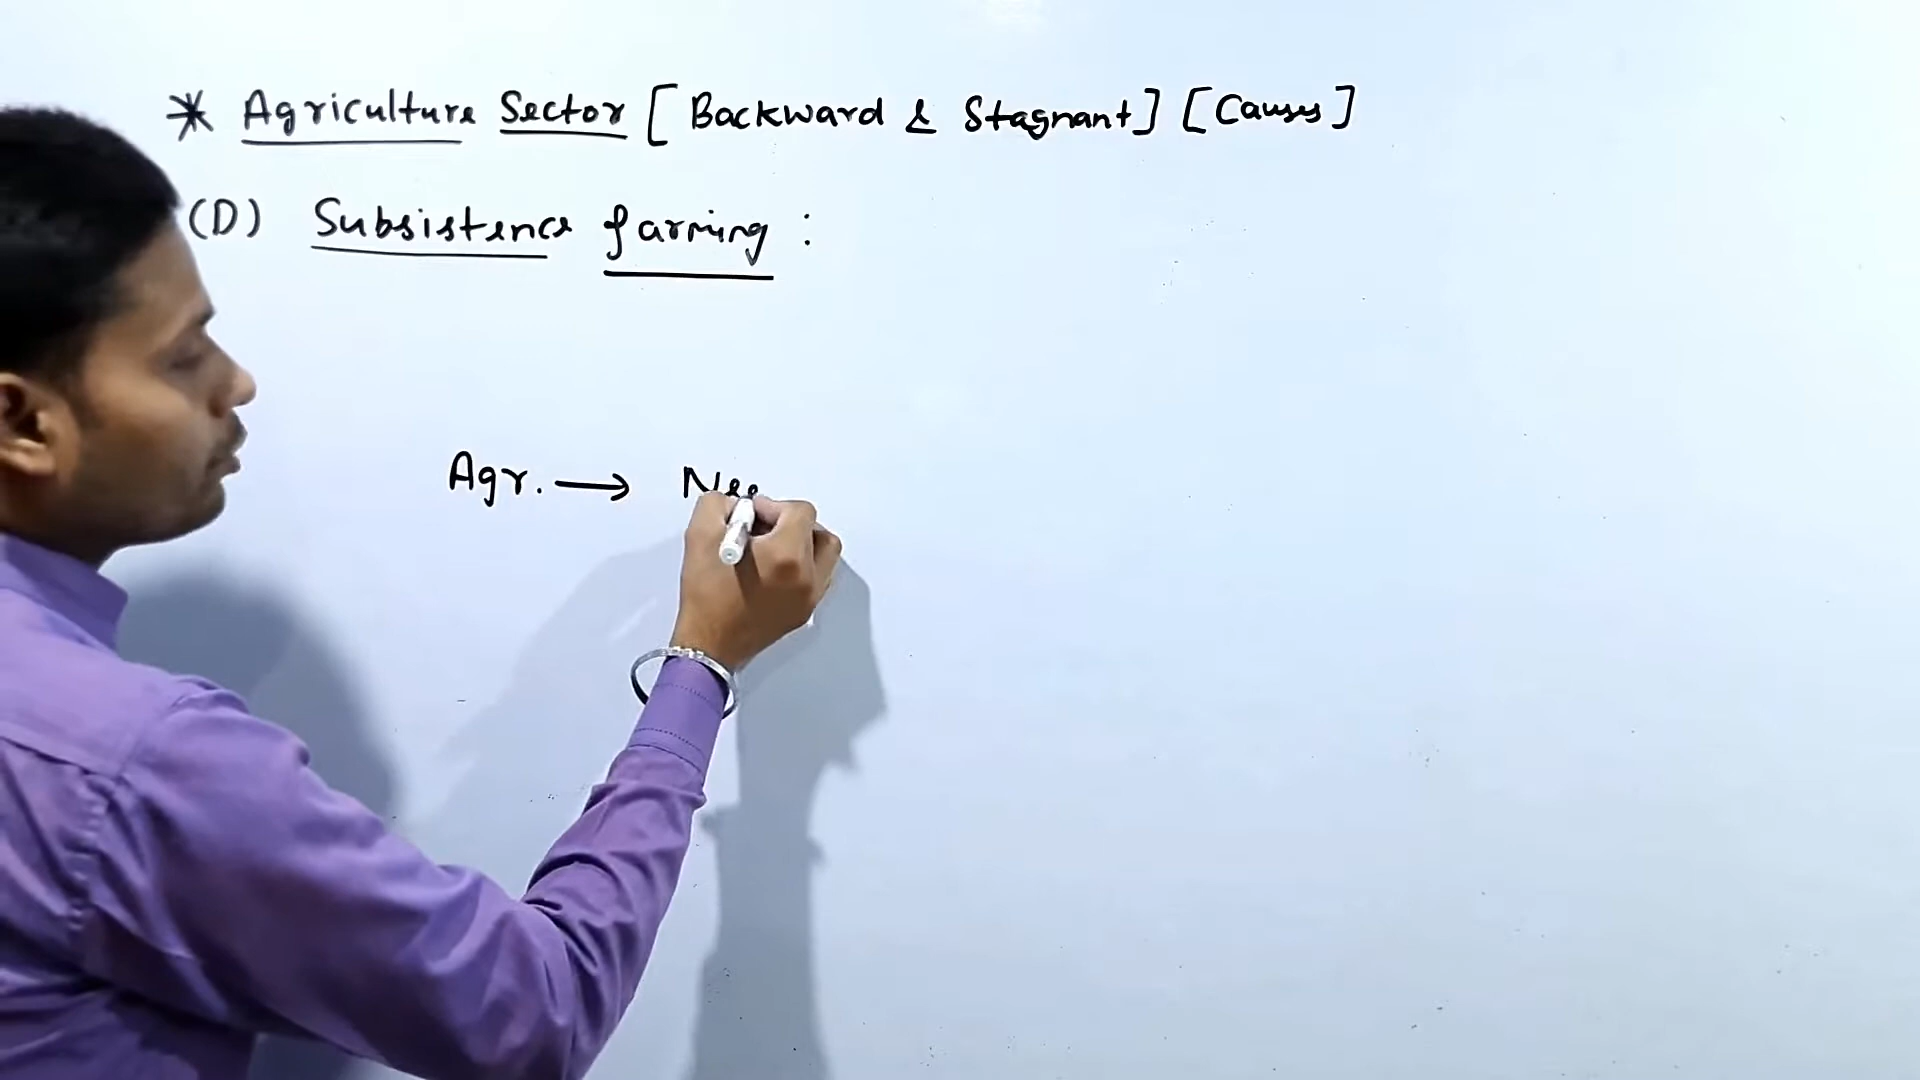 * Agriculture Sector [Backward & Stagnant] [Causes]
(D) Subsistence farming :
Agr. → Nee